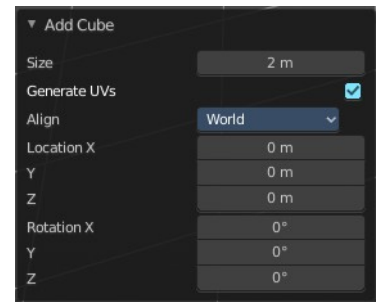 Add Cube
Size 2 m
Generate UVs
Align World
Location X 0 m
Y 0 m
Z 0 m
Rotation X 0°
Y 0°
Z 0°